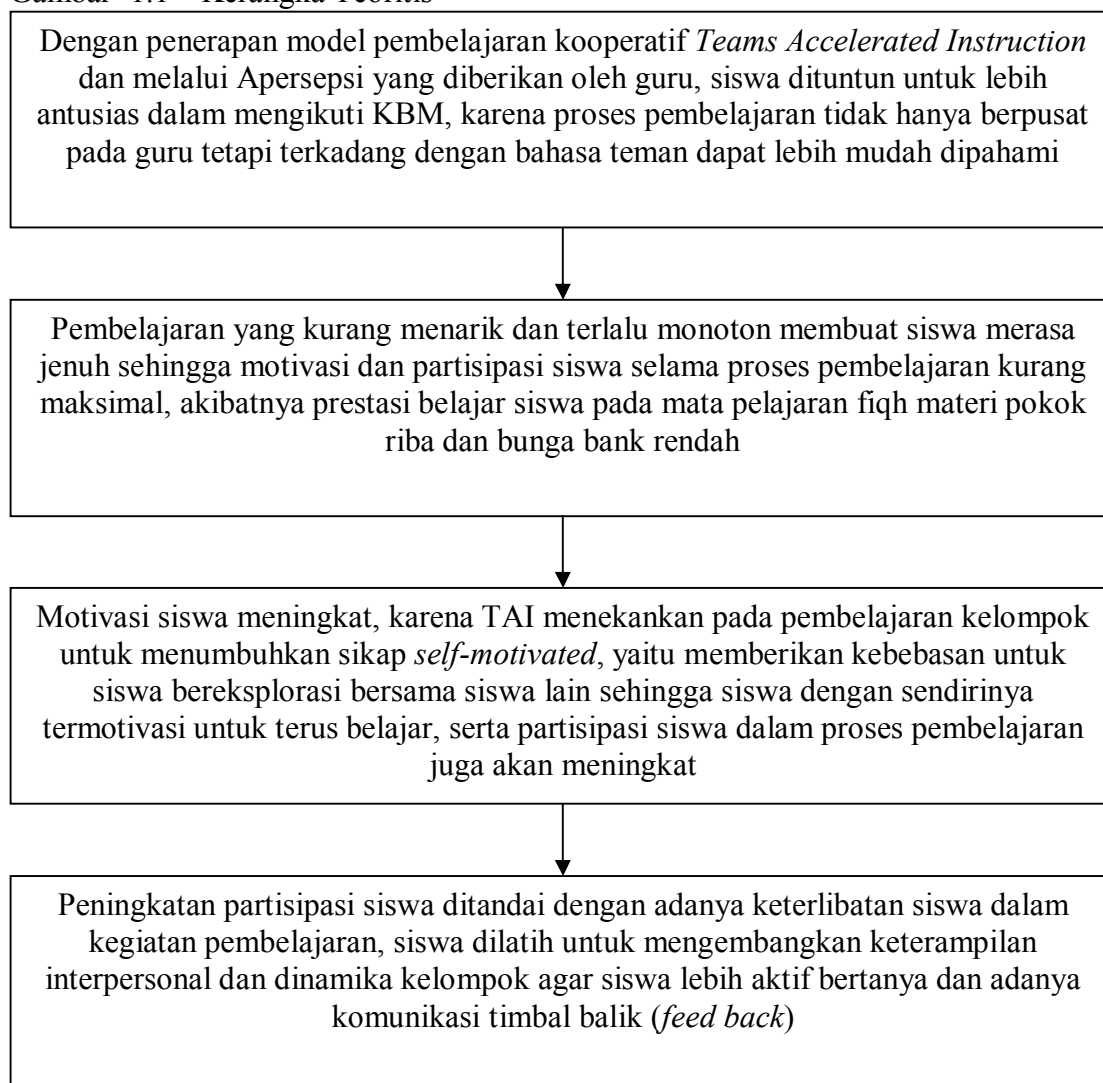 Gambar 1.1 Kerangka Teoritis
Dengan penerapan model pembelajaran kooperatif Teams Accelerated Instruction
dan melalui Apersepsi yang diberikan oleh guru, siswa dituntun untuk lebih
antusias dalam mengikuti KBM, karena proses pembelajaran tidak hanya berpusat
pada guru tetapi terkadang dengan bahasa teman dapat lebih mudah dipahami
Pembelajaran yang kurang menarik dan terlalu monoton membuat siswa merasa
jenuh sehingga motivasi dan partisipasi siswa selama proses pembelajaran kurang
maksimal, akibatnya prestasi belajar siswa pada mata pelajaran fiqh materi pokok
riba dan bunga bank rendah
Motivasi siswa meningkat, karena TAI menekankan pada pembelajaran kelompok
untuk menumbuhkan sikap self-motivated, yaitu memberikan kebebasan untuk
siswa bereksplorasi bersama siswa lain sehingga siswa dengan sendirinya
termotivasi untuk terus belajar, serta partisipasi siswa dalam proses pembelajaran
juga akan meningkat
Peningkatan partisipasi siswa ditandai dengan adanya keterlibatan siswa dalam
kegiatan pembelajaran, siswa dilatih untuk mengembangkan keterampilan
interpersonal dan dinamika kelompok agar siswa lebih aktif bertanya dan adanya
komunikasi timbal balik (feed back)